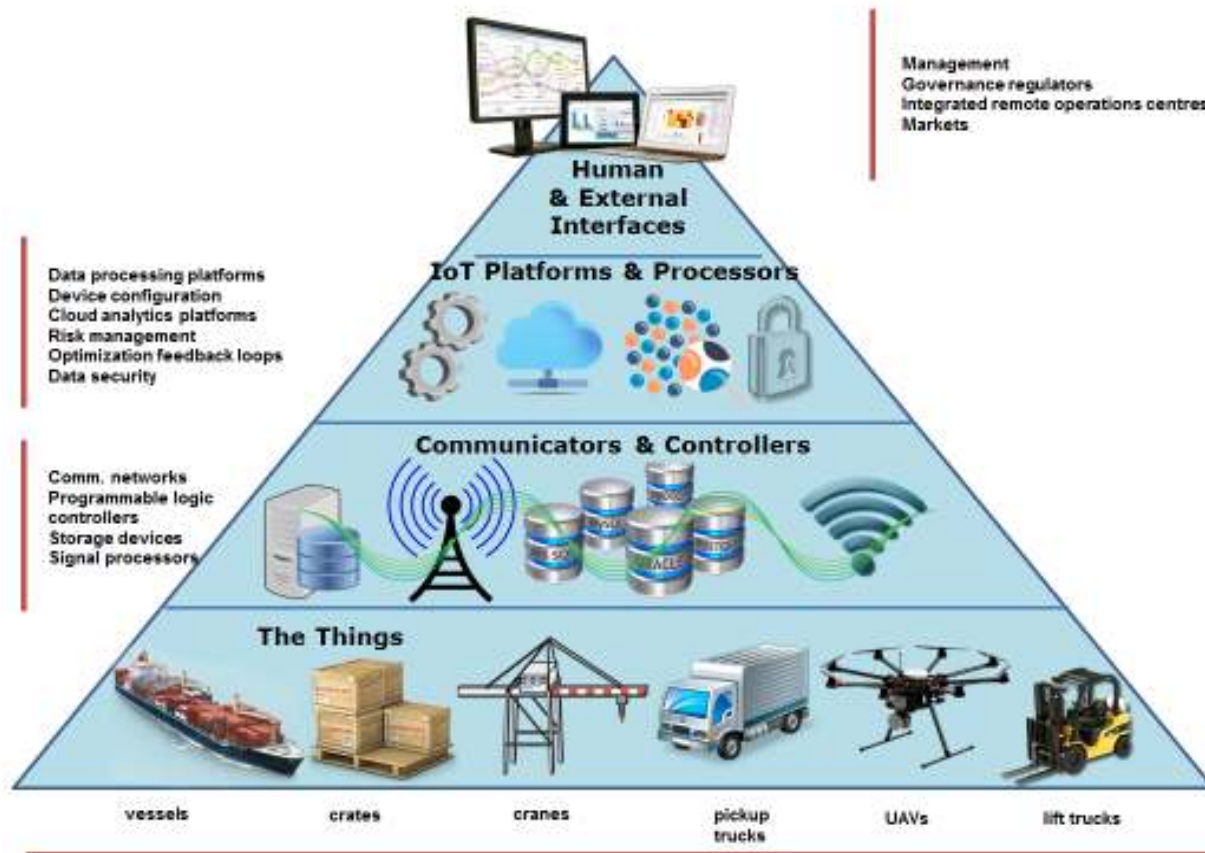 Management
Governance regulators
Integrated remote operations centres
Markets
Human
& External
Interfaces
IoT Platforms & Processors
Data processing platforms
Device configuration
Cloud analytics platforms
Risk management
Optimization feedback loops
Data security
Communicators & Controllers
Comm. networks
Programmable logic
controllers
Storage devices
Signal processors
The Things
vessels
crates
cranes
pickup
trucks
UAVs
lift trucks